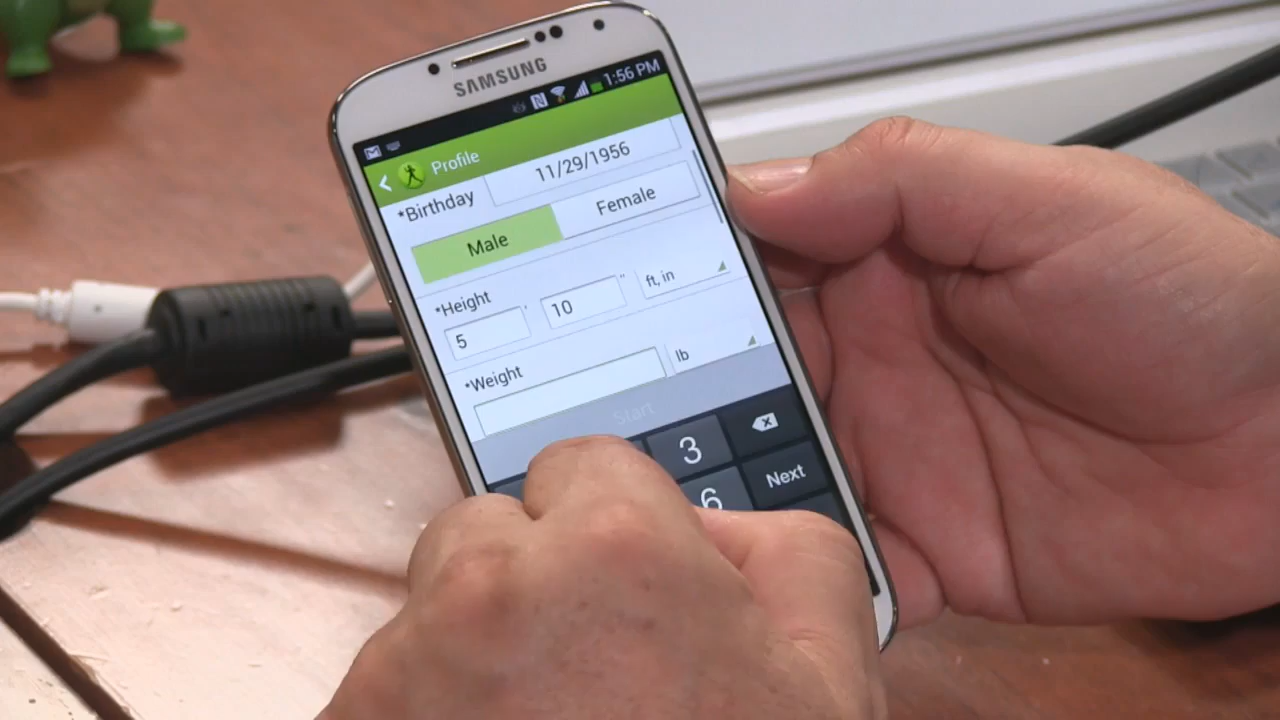 SAMSUNG
1:56 PM
Profile
*Birthday 11/29/1956
Male Female
*Height
5 ' 10 " ft, in
*Weight
lb
Start
3
6 Next